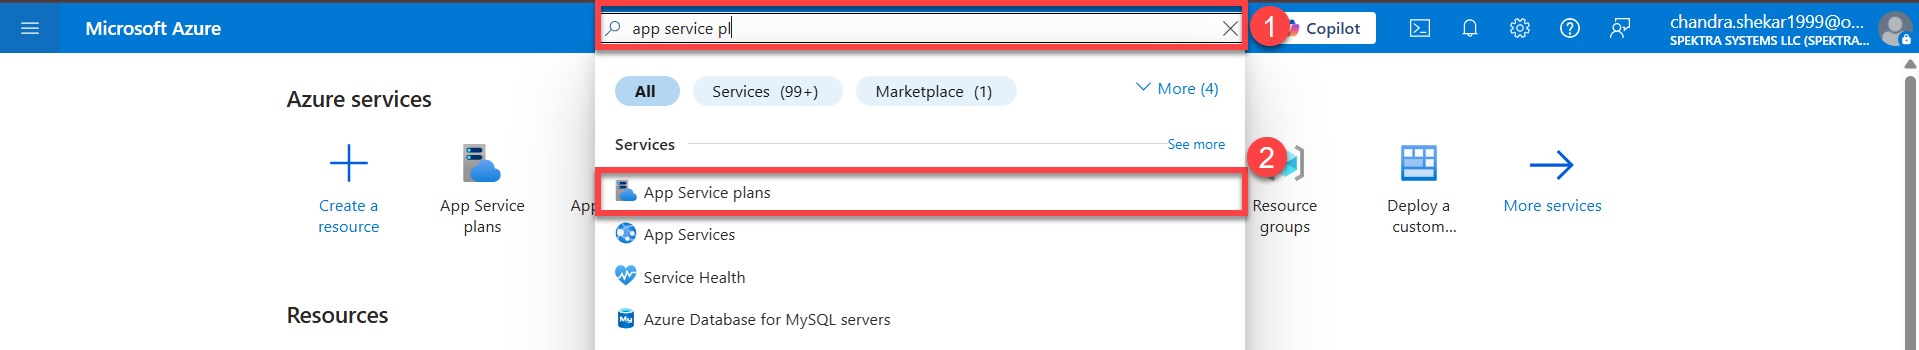 Microsoft Azure
app service pl
1
Copilot
chandra.shekar1999@o...
SPEKTRA SYSTEMS LLC (SPEKTRA...
All
Services (99+)
Marketplace (1)
More (4)
Azure services
Services
See more
2
Create a
resource
App Service
plans
App
App Service plans
App Services
Service Health
Azure Database for MySQL servers
Resource
groups
Deploy a
custom...
More services
Resources